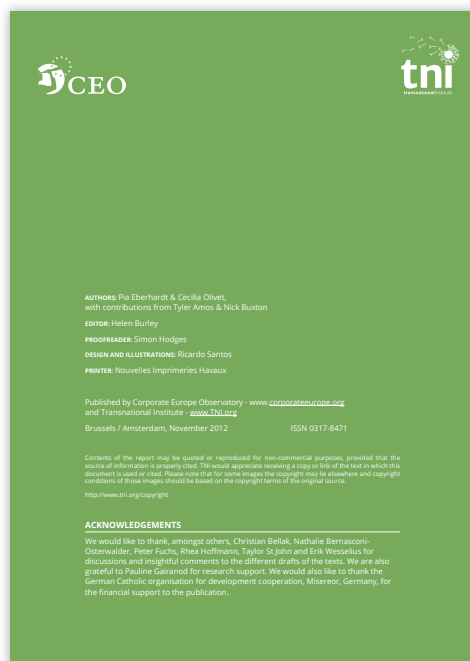 CEO
tni
transnationalinstitute
AUTHORS: Pia Eberhardt & Cecilia Olivet,
with contributions from Tyler Amos & Nick Buxton
EDITOR: Helen Burley
PROOFREADER: Simon Hodges
DESIGN AND ILLUSTRATIONS: Ricardo Santos
PRINTER: Nouvelles Imprimeries Havaux
Published by Corporate Europe Observatory - www.corporateeurope.org
and Transnational Institute - www.TNI.org
Brussels / Amsterdam, November 2012 ISSN 0317-8471
Contents of the report may be quoted or reproduced for non-commercial purposes, provided that the
source of information is properly cited. TNI would appreciate receiving a copy or link of the text in which this
document is used or cited. Please note that for some images the copyright may lie elsewhere and copyright
conditions of those images should be based on the copyright terms of the original source.
http://www.tni.org/copyright
ACKNOWLEDGEMENTS
We would like to thank, amongst others, Christian Bellak, Nathalie Bernasconi-
Osterwalder, Peter Fuchs, Rhea Hoffmann, Taylor St John and Erik Wesselius for
discussions and insightful comments to the different drafts of the texts. We are also
grateful to Pauline Gairanod for research support. We would also like to thank the
German Catholic organisation for development cooperation, Misereor, Germany, for
the financial support to the publication.